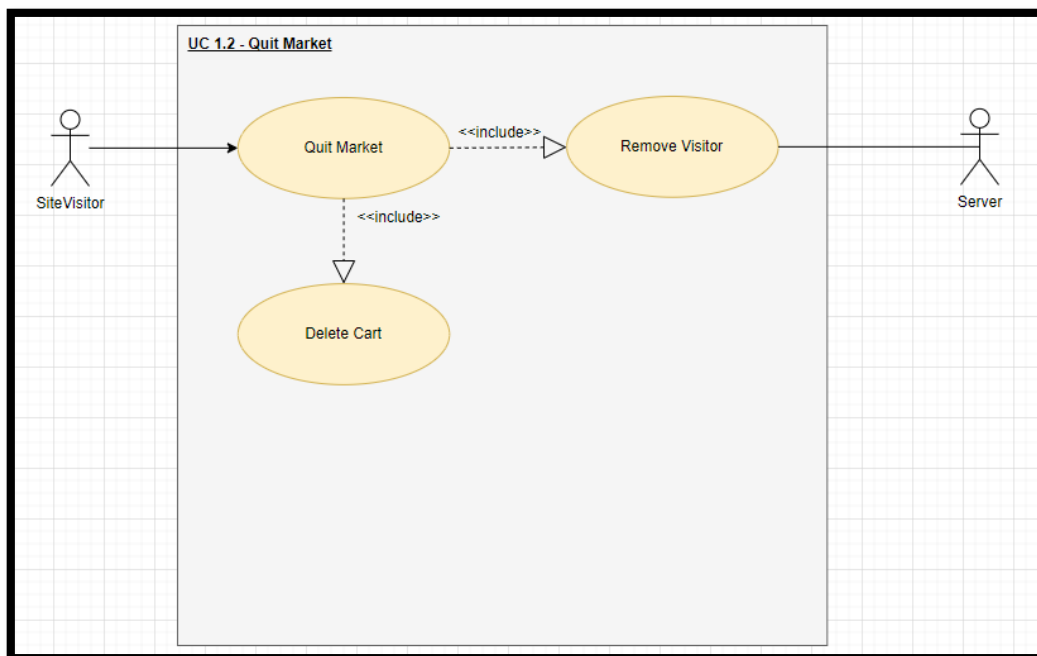 UC 1.2 - Quit Market
Quit Market
<<include>>
Remove Visitor
SiteVisitor
Server
<<include>>
Delete Cart